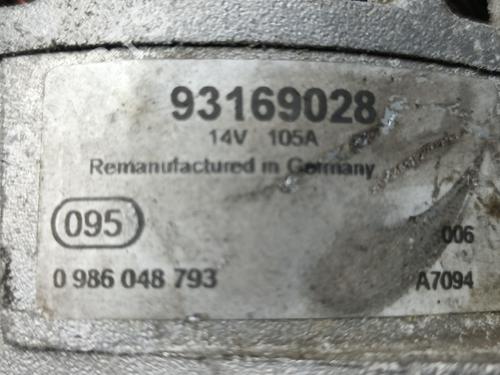 93169028
14V 105A
Remanufactured in Germany
095
006
0 986 048 793
A7094